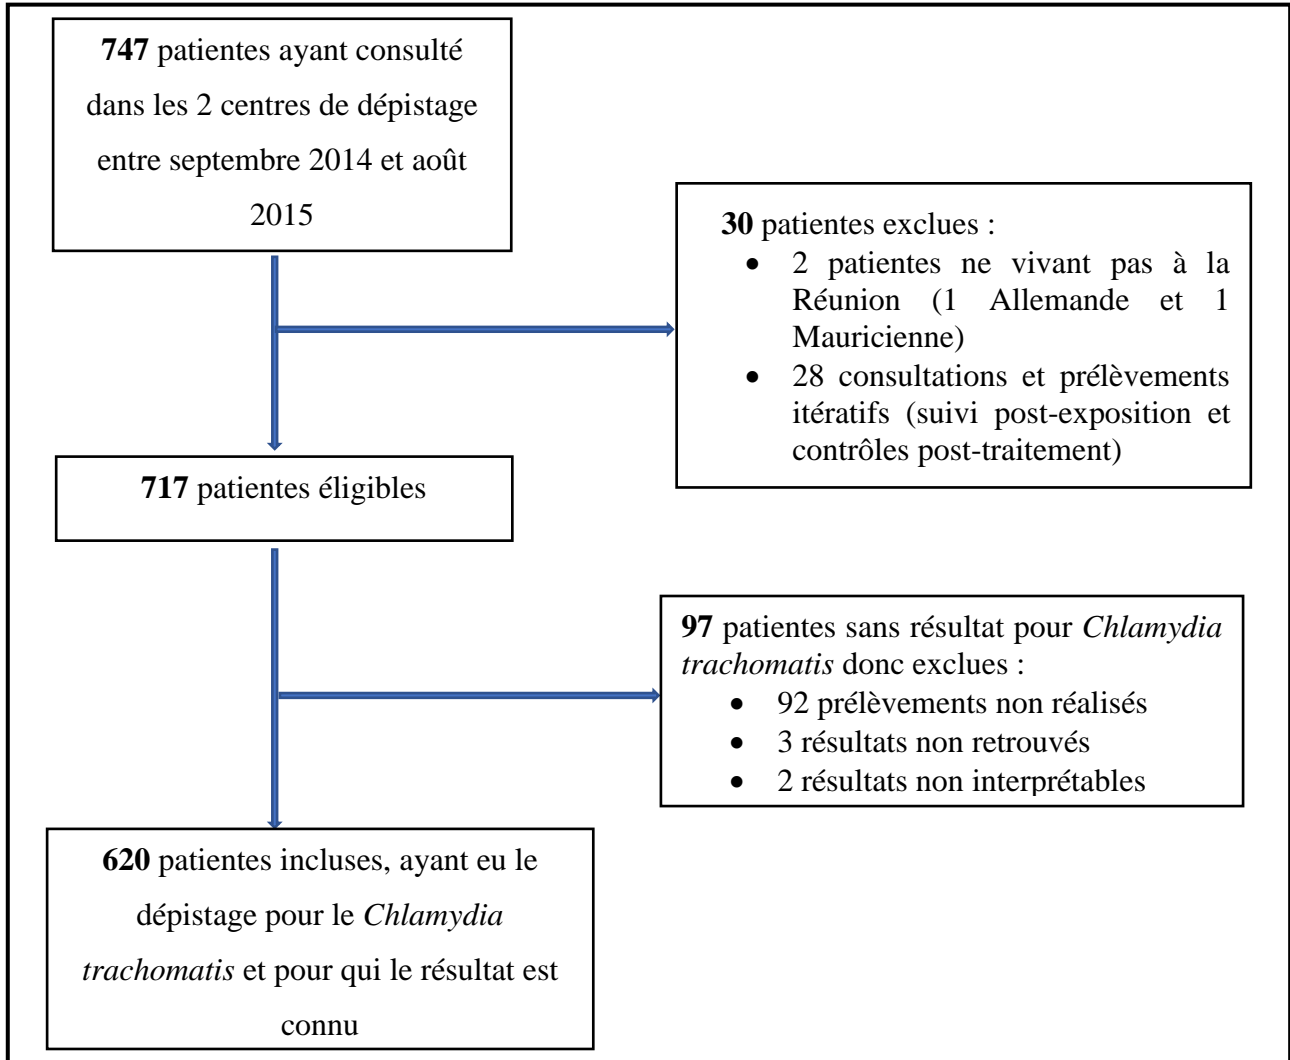 747 patientes ayant consulté
dans les 2 centres de dépistage
entre septembre 2014 et août
2015
30 patientes exclues :
• 2 patientes ne vivant pas à la
Réunion (1 Allemande et 1
Mauricienne)
• 28 consultations et prélèvements
itératifs (suivi post-exposition et
contrôles post-traitement)
717 patientes éligibles
97 patientes sans résultat pour Chlamydia
trachomatis donc exclues :
• 92 prélèvements non réalisés
• 3 résultats non retrouvés
• 2 résultats non interprétables
620 patientes incluses, ayant eu le
dépistage pour le Chlamydia
trachomatis et pour qui le résultat est
connu